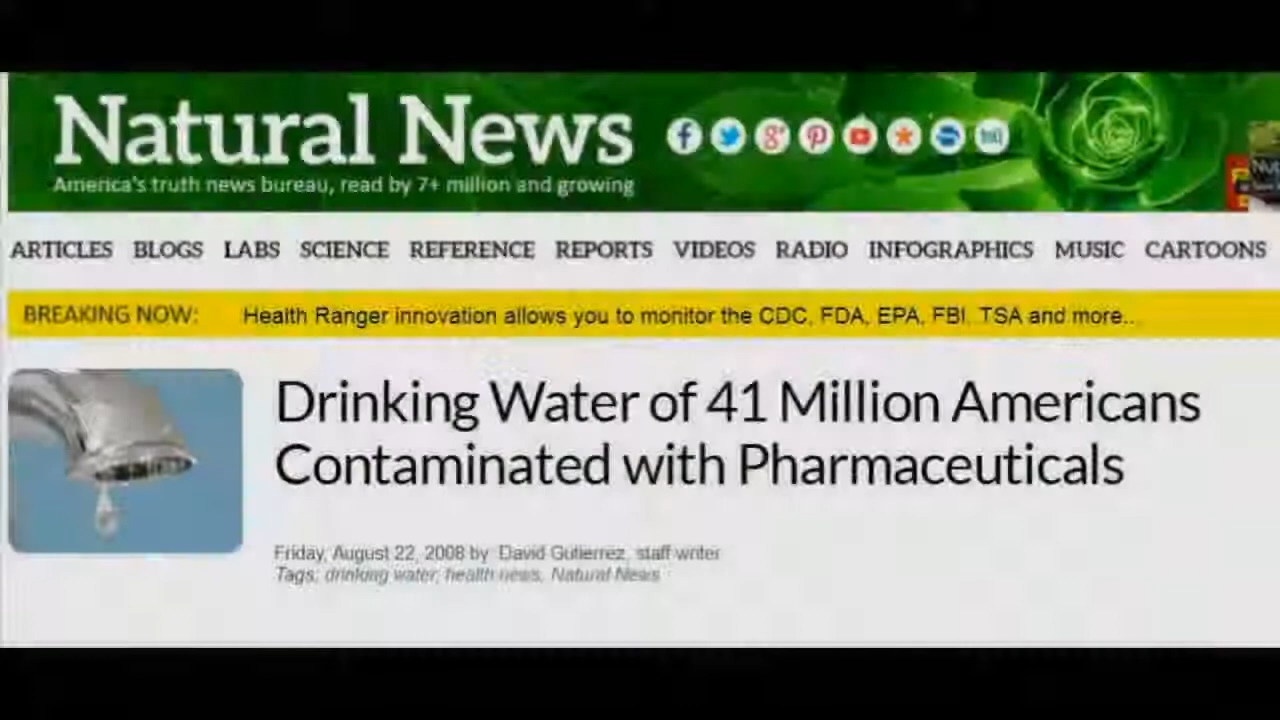 Natural News
America's truth news bureau, read by 7+ million and growing
ARTICLES BLOGS LABS SCIENCE REFERENCE REPORTS VIDEOS RADIO INFOGRAPHICS MUSIC CARTOONS
BREAKING NOW: Health Ranger innovation allows you to monitor the CDC, FDA, EPA, FBI, TSA and more...
Drinking Water of 41 Million Americans
Contaminated with Pharmaceuticals
Friday, August 22, 2008 by: David Gutierrez, staff writer
Tags: drinking water, health news, Natural News